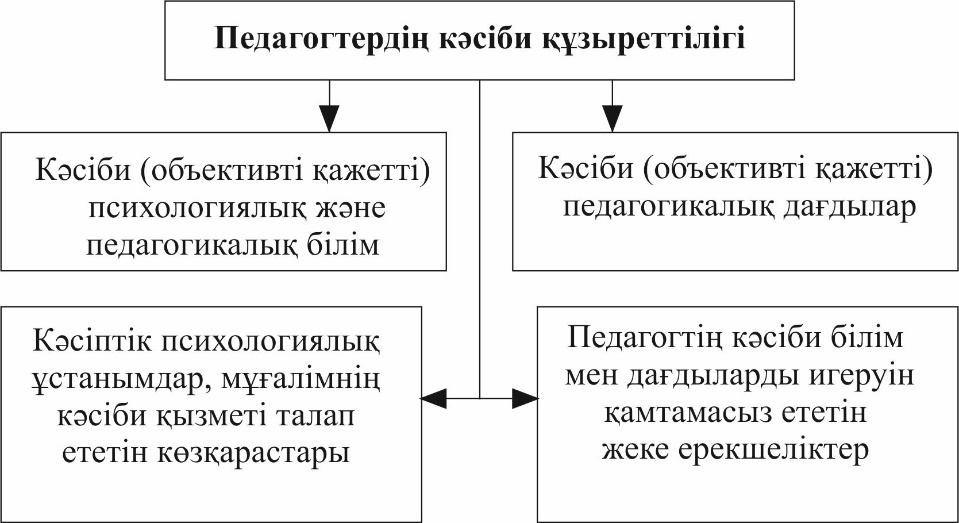 Педагогтердің кәсіби құзыреттілігі
Кәсіби (объективті қажетті)
психологиялық және
педагогикалық білім
Кәсіби (объективті қажетті)
педагогикалық дағдылар
Кәсіптік психологиялық
ұстанымдар, мұғалімнің
кәсіби қызметі талап
ететін көзқарастары
Педагогтің кәсіби білім
мен дағдыларды игеруін
қамтамасыз ететін
жеке ерекшеліктер